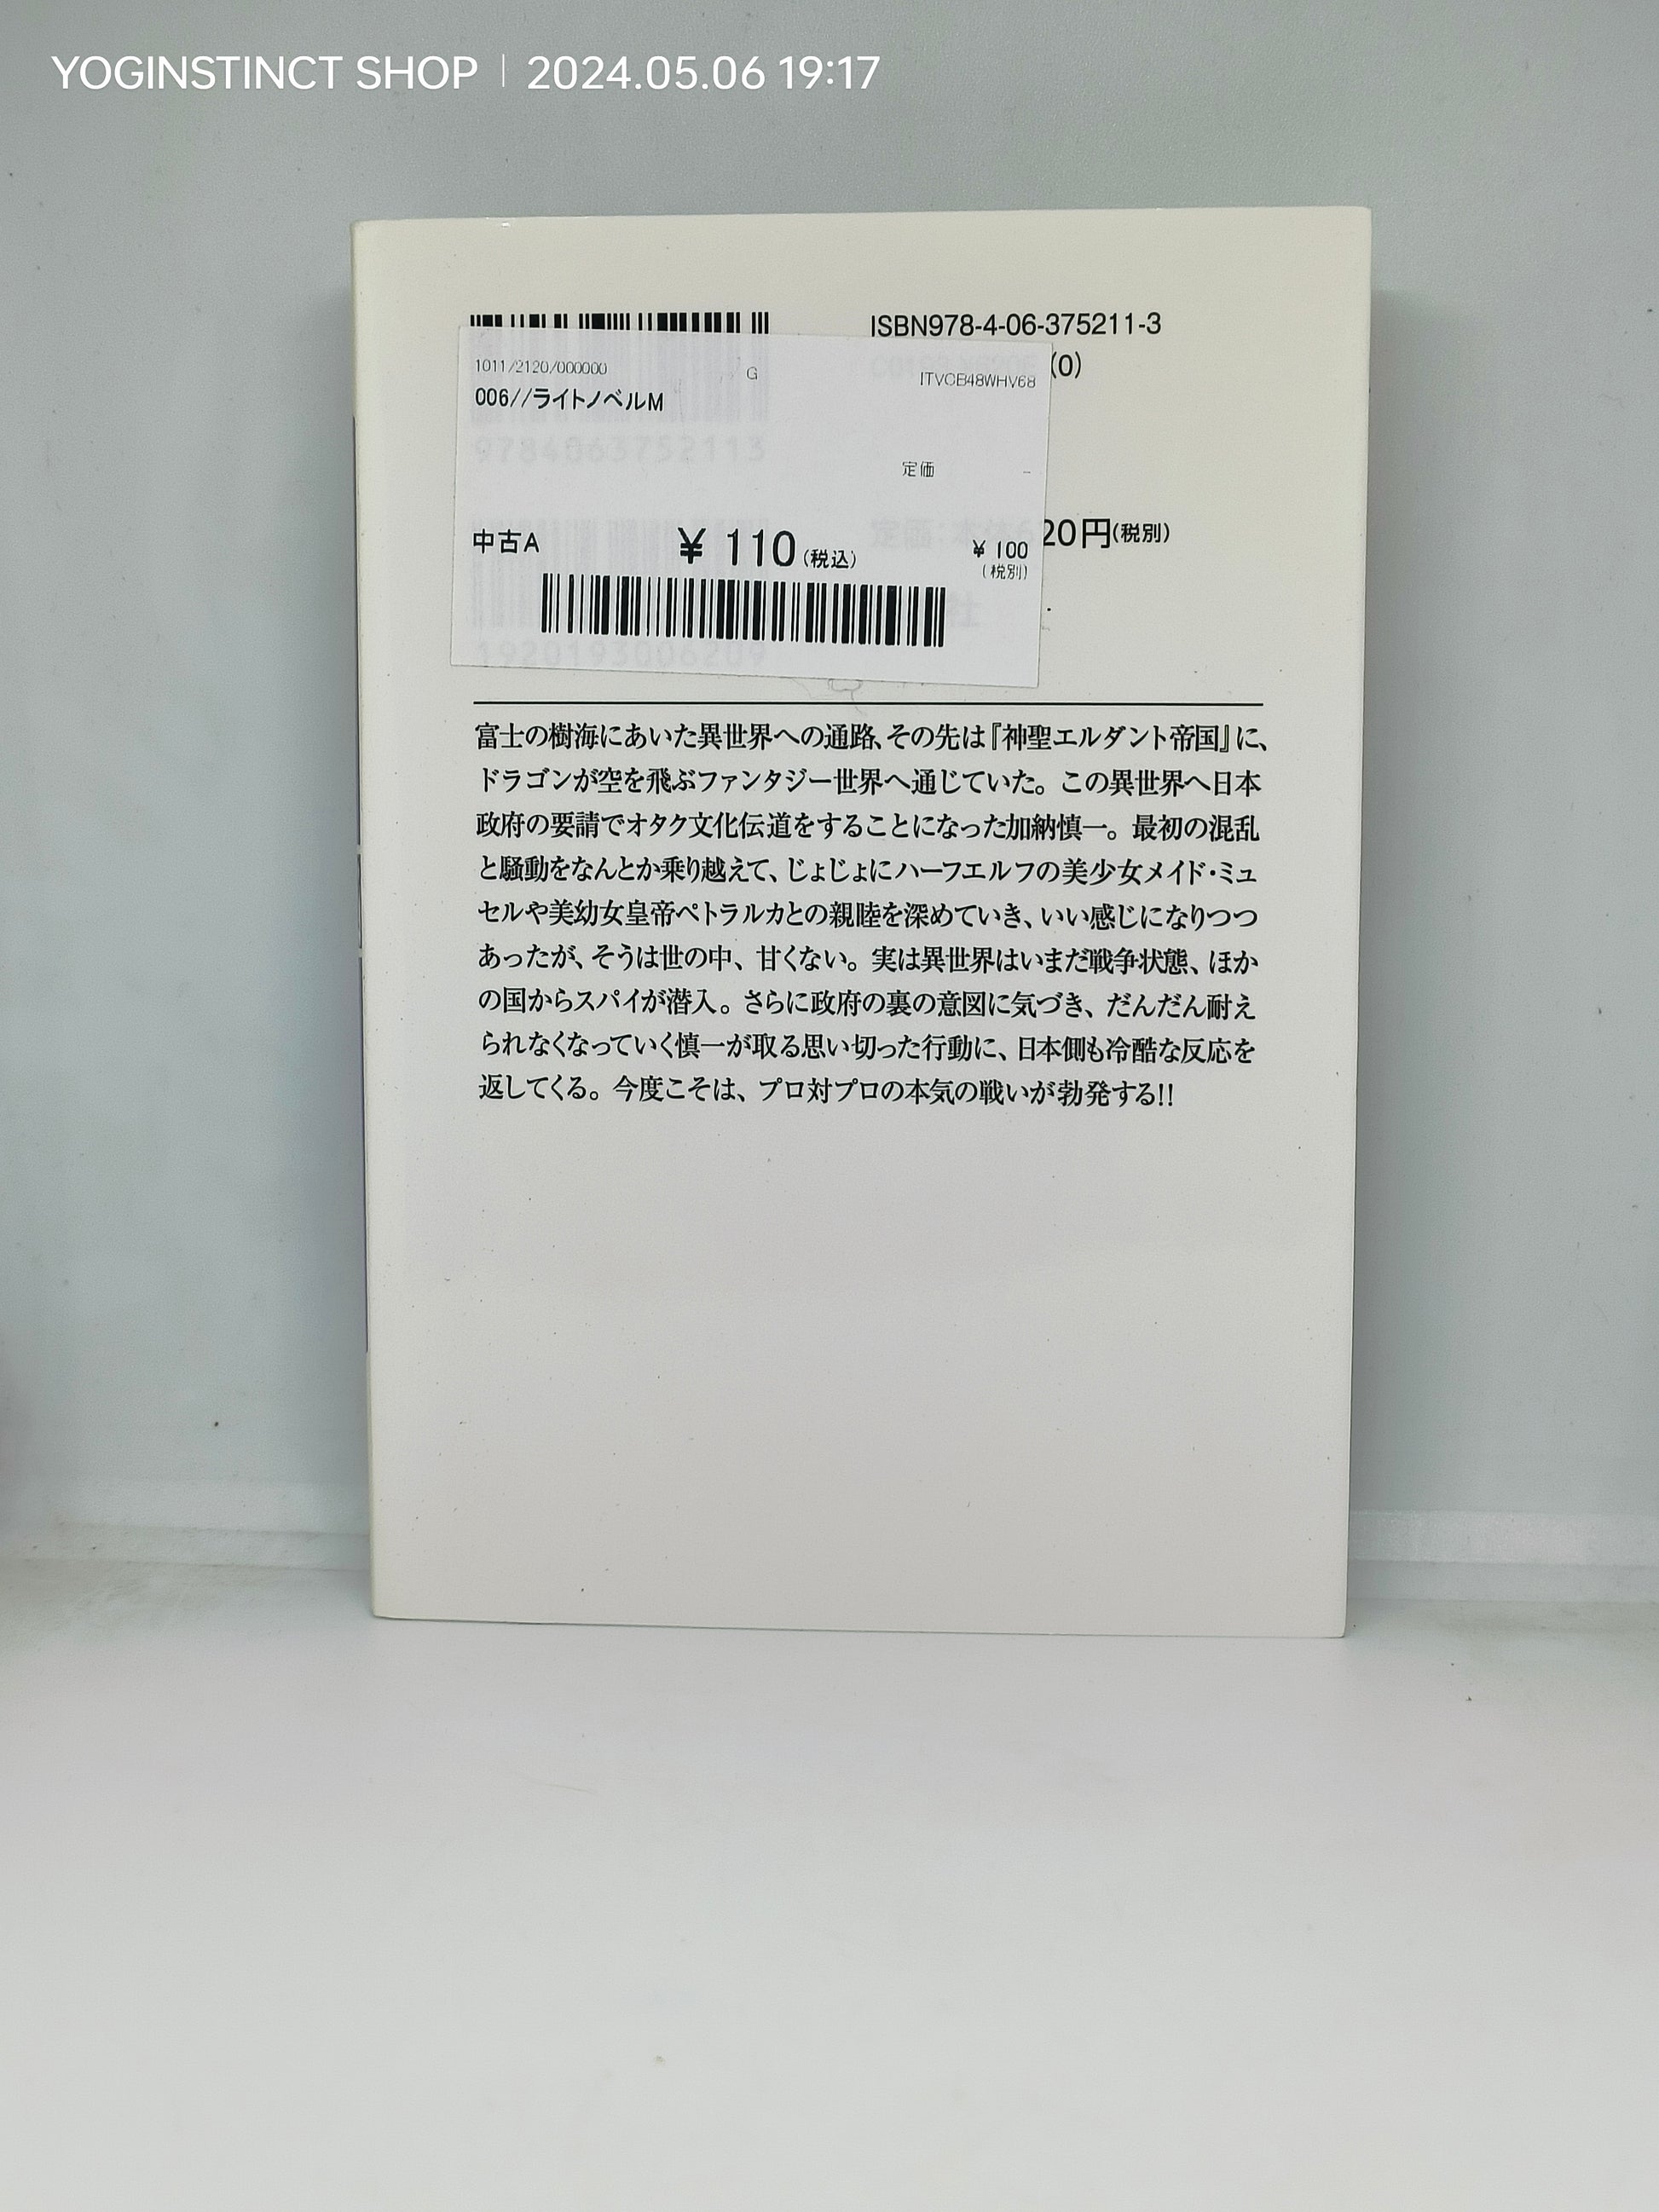 YOGINSTINCT SHOP | 2024.05.06 19:17
ISBN978-4-06-375211-3
(0)
1011/2120/000000
G
ITVCB48WHV68
006//ライトノベルM
9784063752113
定価 -
20円(税別)
中古A
¥ 110(税込)
¥ 100
(税別)
1920193006209
富士の樹海にあいた異世界への通路、その先は『神聖エルダント帝国』に、
ドラゴンが空を飛ぶファンタジー世界へ通じていた。この異世界へ日本
政府の要請でオタク文化伝道をすることになった加納慎一。最初の混乱
と騒動をなんとか乗り越えて、じょじょにハーフエルフの美少女メイド・ミュ
セルや美幼女皇帝ペトラルカとの親睦を深めていき、いい感じになりつつ
あったが、そうは世の中、甘くない。実は異世界はいまだ戦争状態、ほか
の国からスパイが潜入。さらに政府の裏の意図に気づき、だんだん耐え
られなくなっていく慎一が取る思い切った行動に、日本側も冷酷な反応を
返してくる。今度こそは、プロ対プロの本気の戦いが勃発する!!